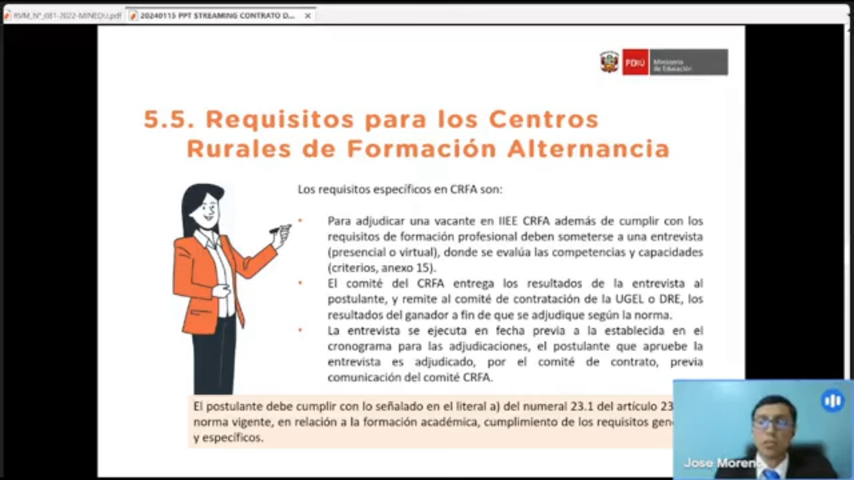 RVM_N°_081-2022-MINEDU.pdf
20240115 PPT STREAMING CONTRATO D...
PERÚ
Ministerio
de Educación
5.5. Requisitos para los Centros
Rurales de Formación Alternancia
Los requisitos específicos en CRFA son:
• Para adjudicar una vacante en IIEE CRFA además de cumplir con los
requisitos de formación profesional deben someterse a una entrevista
(presencial o virtual), donde se evalúa las competencias y capacidades
(criterios, anexo 15).
• El comité del CRFA entrega los resultados de la entrevista al
postulante, y remite al comité de contratación de la UGEL o DRE, los
resultados del ganador a fin de que se adjudique según la norma.
• La entrevista se ejecuta en fecha previa a la establecida en el
cronograma para las adjudicaciones, el postulante que apruebe la
entrevista es adjudicado, por el comité de contrato, previa
comunicación del comité CRFA.
El postulante debe cumplir con lo señalado en el literal a) del numeral 23.1 del artículo 23
norma vigente, en relación a la formación académica, cumplimiento de los requisitos gen
y específicos.
Jose Moreno